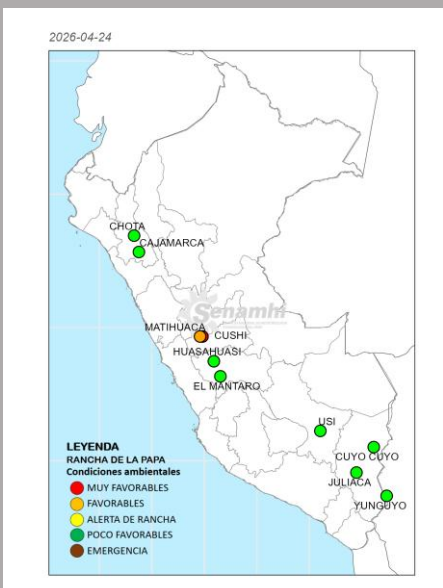 2026-04-24
CHOTA
CAJAMARCA
Senamhi
MATIHUACA
CUSHI
HUASAHUASI
EL MANTARO
USI
CUYO CUYO
JULIACA
YUNGUYO
LEYENDA
RANCHA DE LA PAPA
Condiciones ambientales
MUY FAVORABLES
FAVORABLES
ALERTA DE RANCHA
POCO FAVORABLES
EMERGENCIA